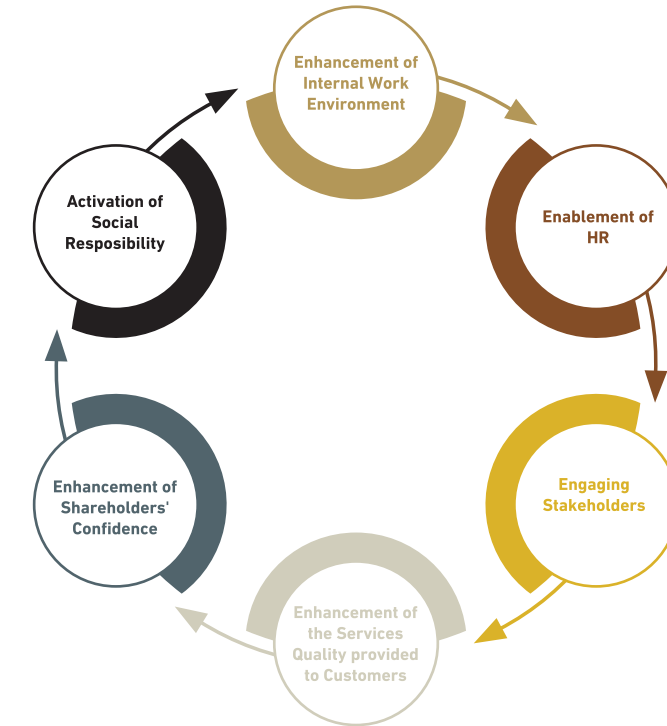 Enhancement of
Internal Work
Environment
Enablement of
HR
Engaging
Stakeholders
Enhancement of
the Services
Quality provided
to Customers
Enhancement of
Shareholders'
Confidence
Activation of
Social
Resposibility